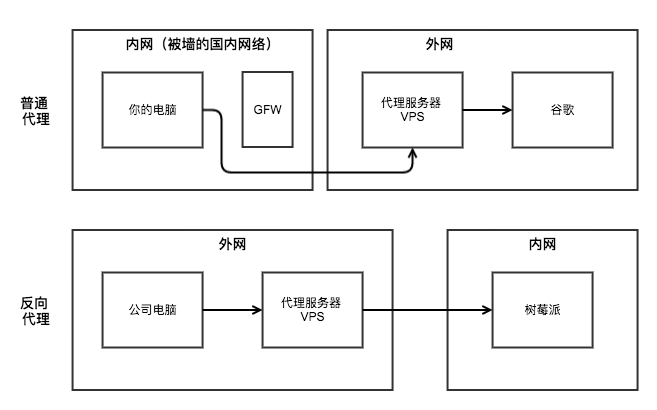 内网（被墙的国内网络）
外网
普通
代理
你的电脑
GFW
代理服务器
VPS
谷歌
外网
内网
反向
代理
公司电脑
代理服务器
VPS
树莓派